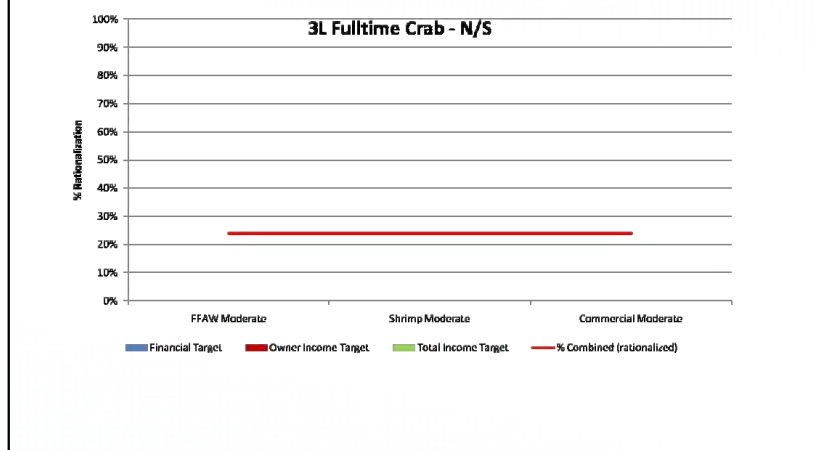 3L Fulltime Crab - N/S
100%
90%
80%
70%
60%
50%
40%
30%
20%
10%
0%
% Rationalization
FFAW Moderate Shrimp Moderate Commercial Moderate
Financial Target Owner Income Target Total Income Target % Combined (rationalized)